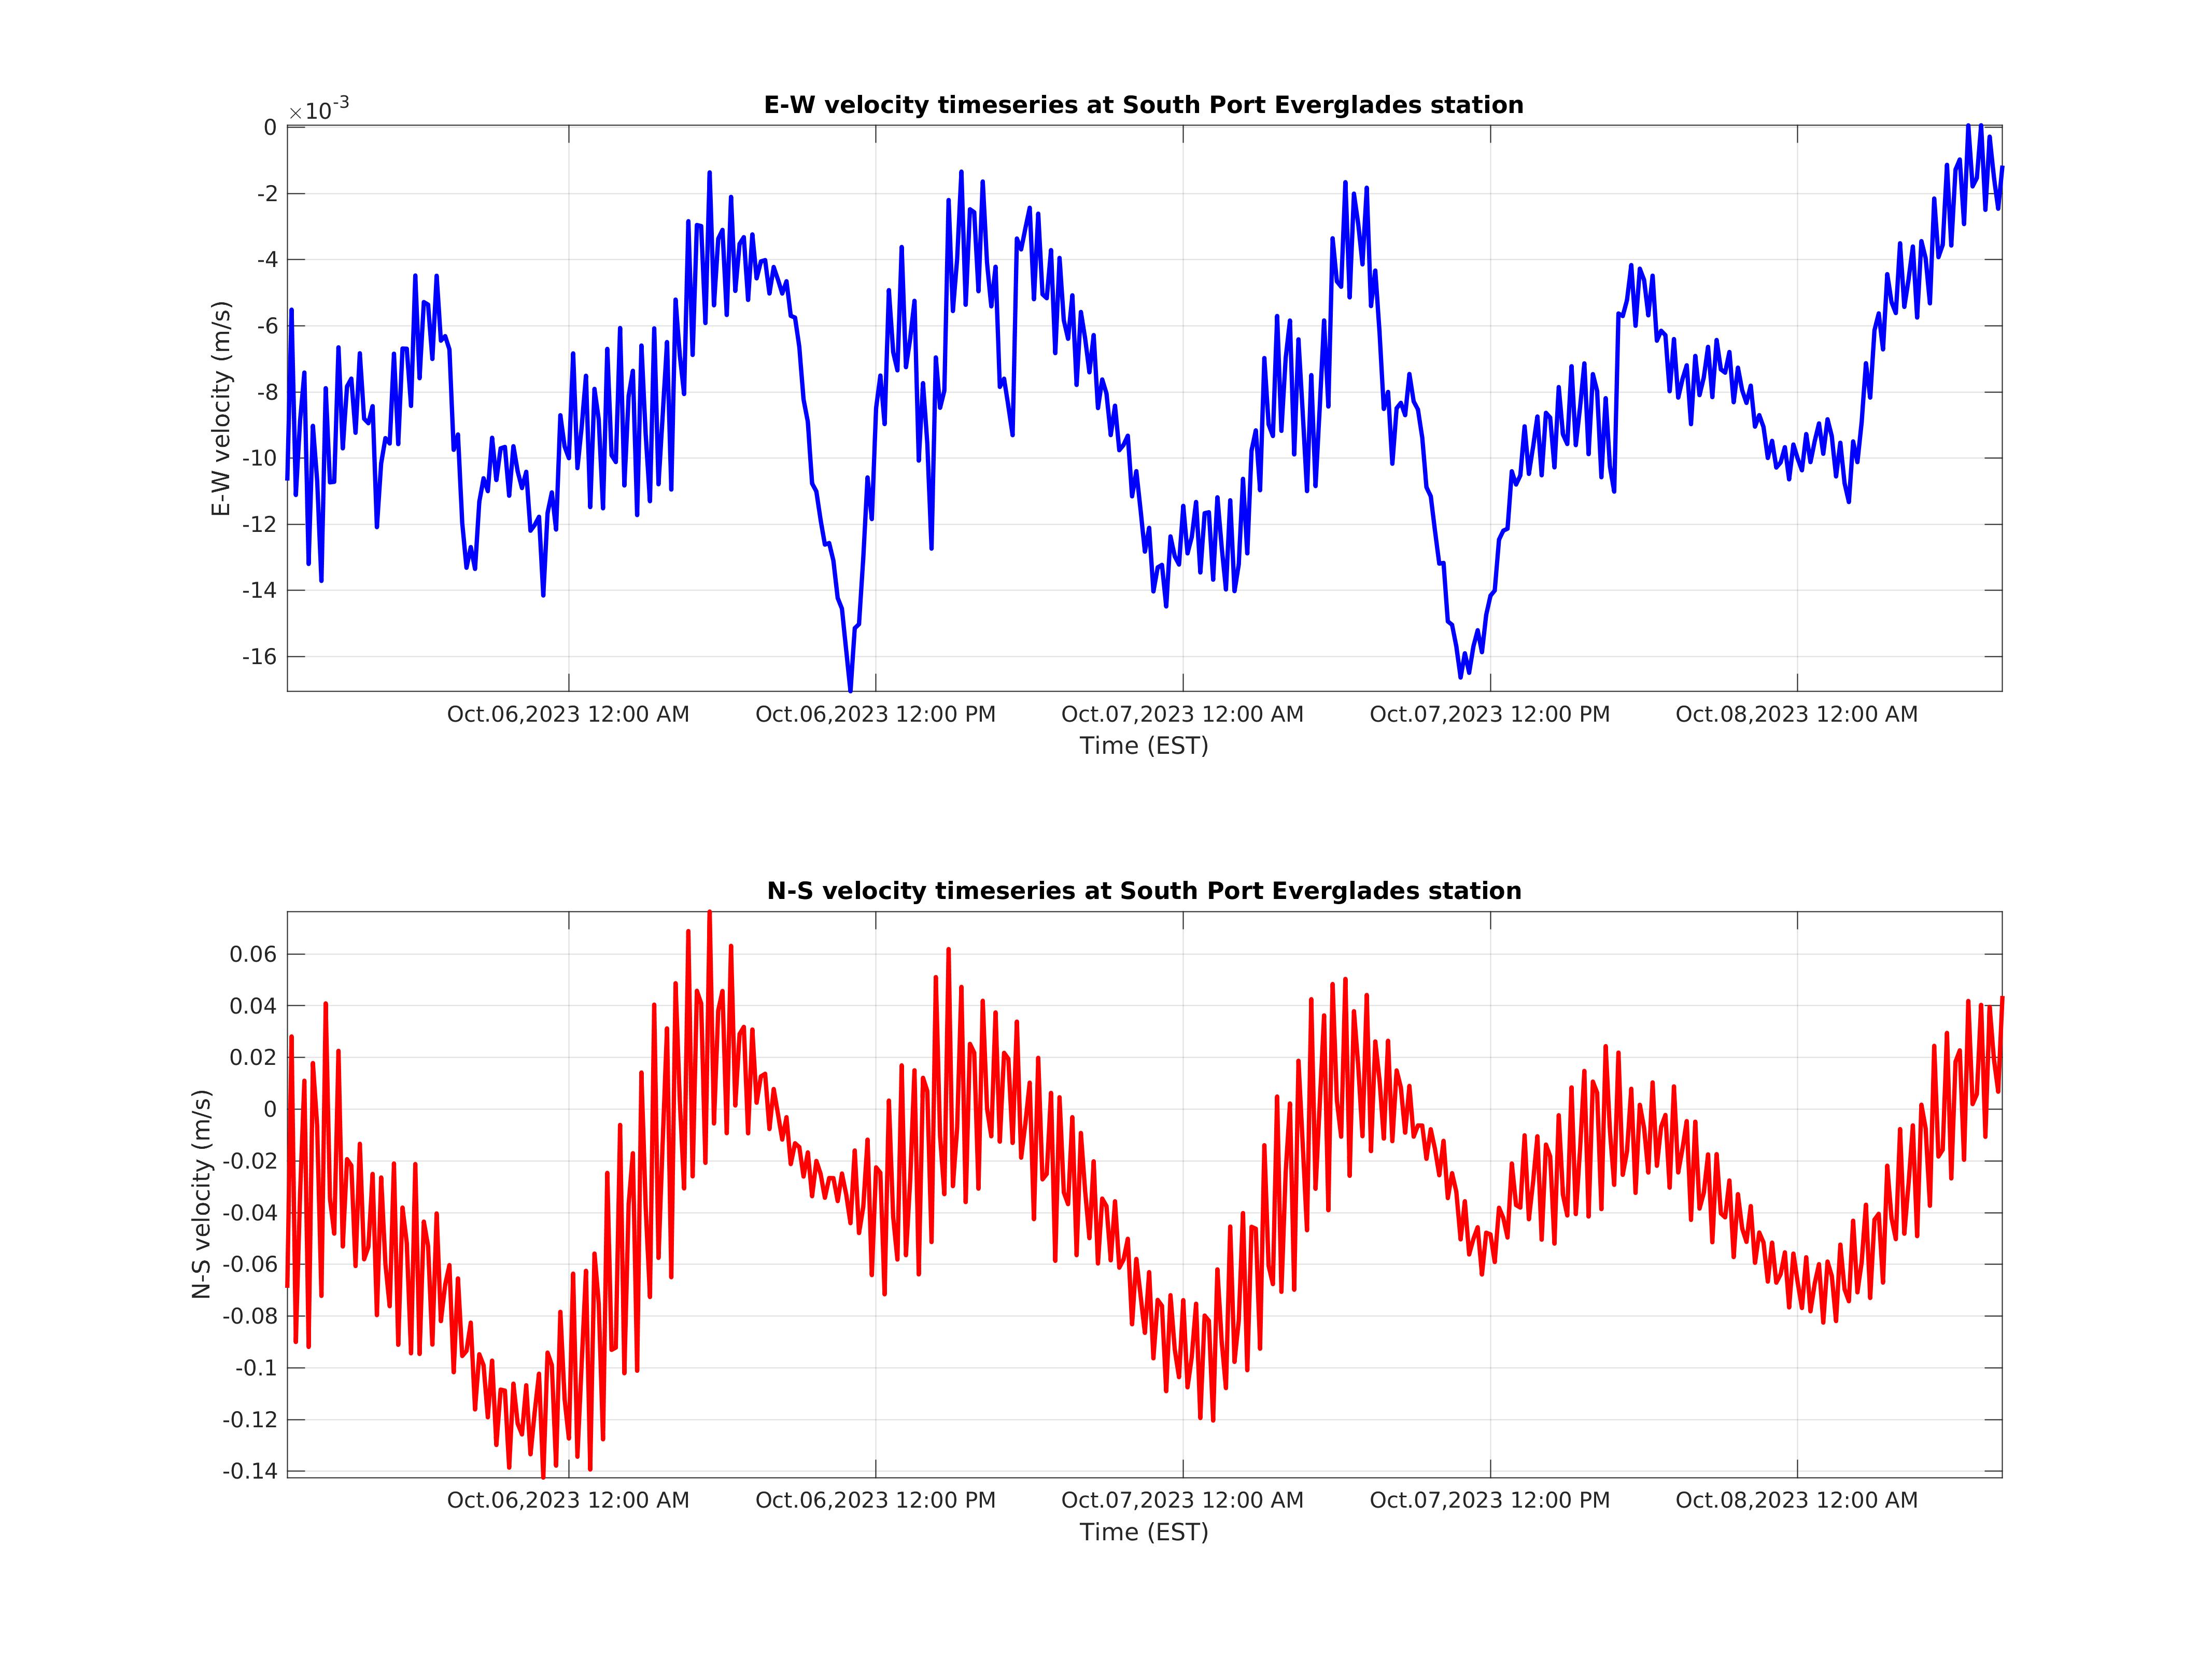 ×10-3
E-W velocity timeseries at South Port Everglades station
0
-2
-4
-6
-8
-10
-12
-14
-16
E-W velocity (m/s)
Oct.06,2023 12:00 AM Oct.06,2023 12:00 PM Oct.07,2023 12:00 AM Oct.07,2023 12:00 PM Oct.08,2023 12:00 AM
Time (EST)
N-S velocity timeseries at South Port Everglades station
0.06
0.04
0.02
0
-0.02
-0.04
-0.06
-0.08
-0.1
-0.12
-0.14
N-S velocity (m/s)
Oct.06,2023 12:00 AM Oct.06,2023 12:00 PM Oct.07,2023 12:00 AM Oct.07,2023 12:00 PM Oct.08,2023 12:00 AM
Time (EST)